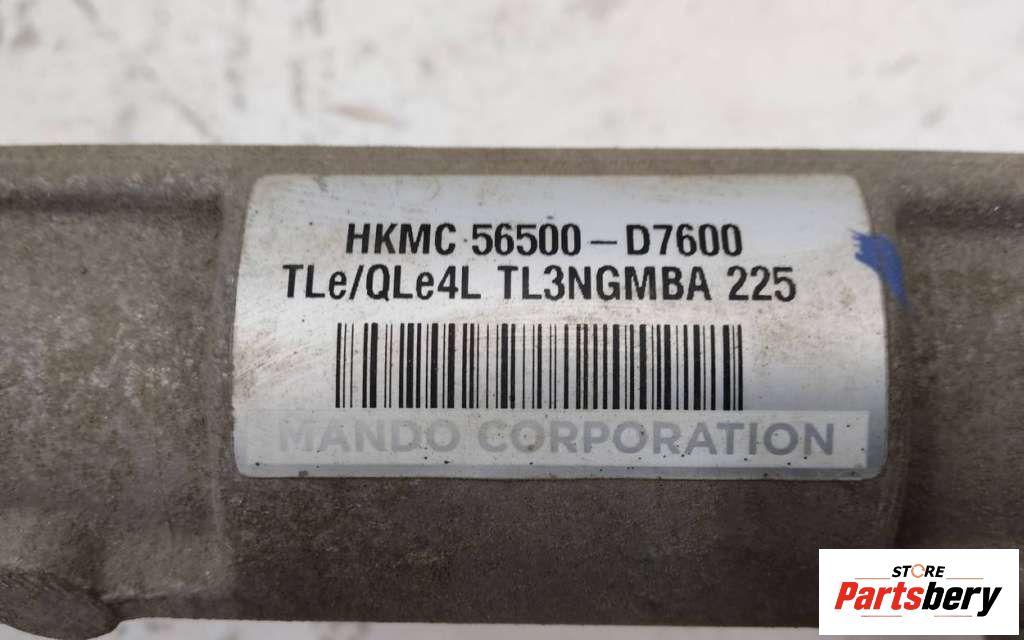 HKMC 56500-D7600
TLe/QLe4L TL3NGMBA 225
MANDO CORPORATION
STORE
Partsbery